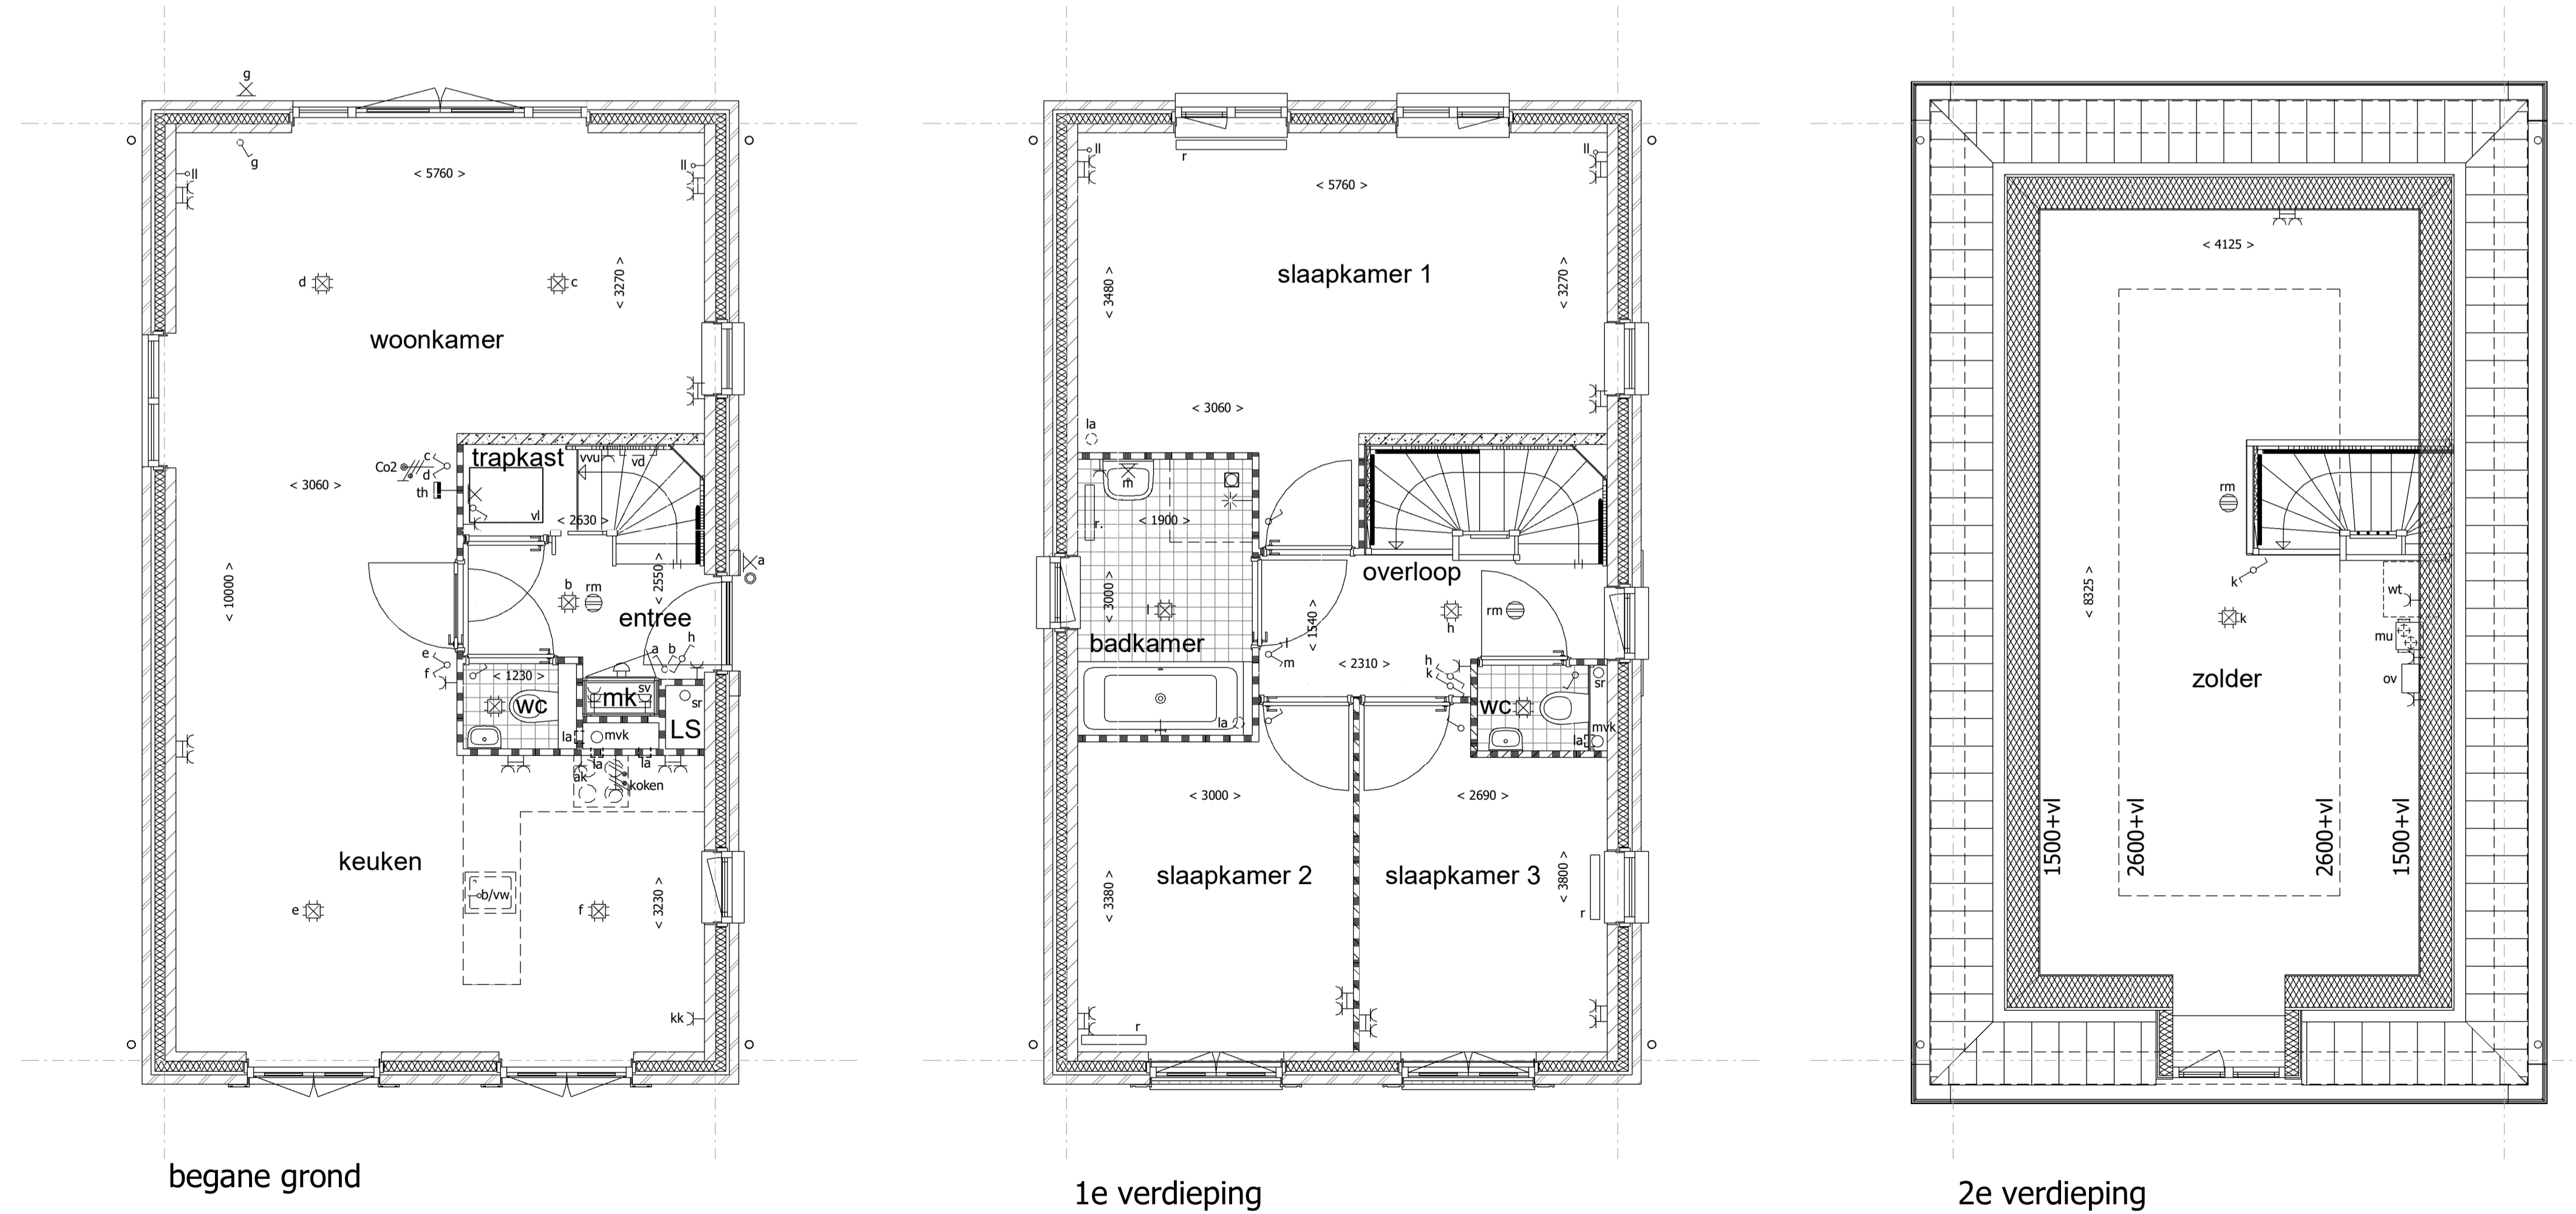 g
g
ll
ll
< 5760 >
d
c
< 3270 >
woonkamer
c
Co2
d
th
trapkast
vvu
vd
vl
< 2630 >
< 3060 >
< 10000 >
b
rm
< 2550 >
entree
a
a
b
h
e
f
< 1230 >
wc
mk
sv
sr
LS
la
mvk
la
la
ak
koken
keuken
b/vw
e
f
< 3230 >
kk
begane grond
ll
ll
r
< 5760 >
slaapkamer 1
< 3480 >
< 3270 >
< 3060 >
la
m
r.
< 1900 >
< 3000 >
l
badkamer
la
overloop
< 1540 >
l
m
< 2310 >
h
rm
h
k
wc
sr
mvk
la
< 3000 >
< 2690 >
slaapkamer 2
slaapkamer 3
< 3380 >
< 3800 >
r
r
1e verdieping
< 4125 >
rm
k
k
wt
mu
ov
< 8325 >
zolder
1500+vl
2600+vl
2600+vl
1500+vl
2e verdieping